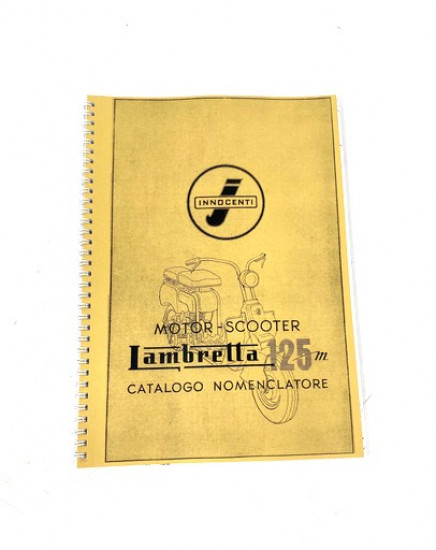 INNOCENTI
MOTOR-SCOOTER
Lambretta 125 m
CATALOGO NOMENCLATORE